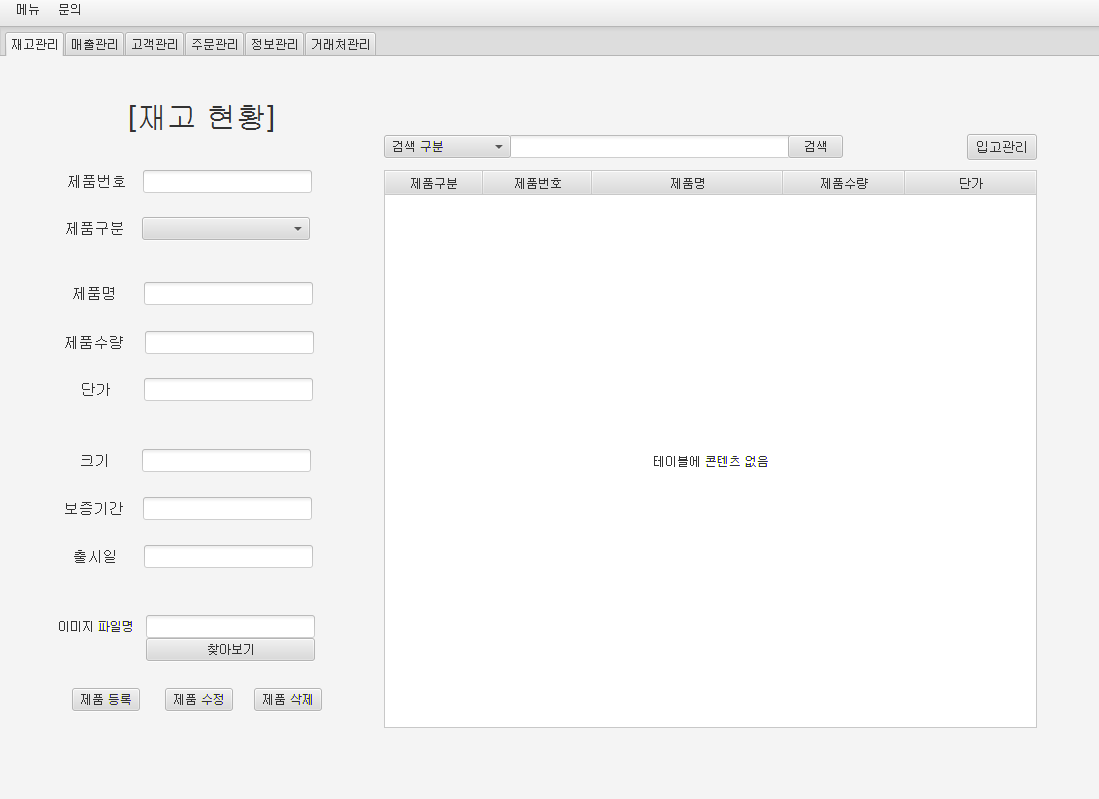 메뉴 문의
재고관리 매출관리 고객관리 주문관리 정보관리 거래처관리
[재고 현황]
검색 구분 검색 입고관리
제품번호
제품구분
제품명
제품수량
단가
크기
보증기간
출시일
이미지 파일명
찾아보기
제품 등록 제품 수정 제품 삭제
제품구분 제품번호 제품명 제품수량 단가
테이블에 콘텐츠 없음